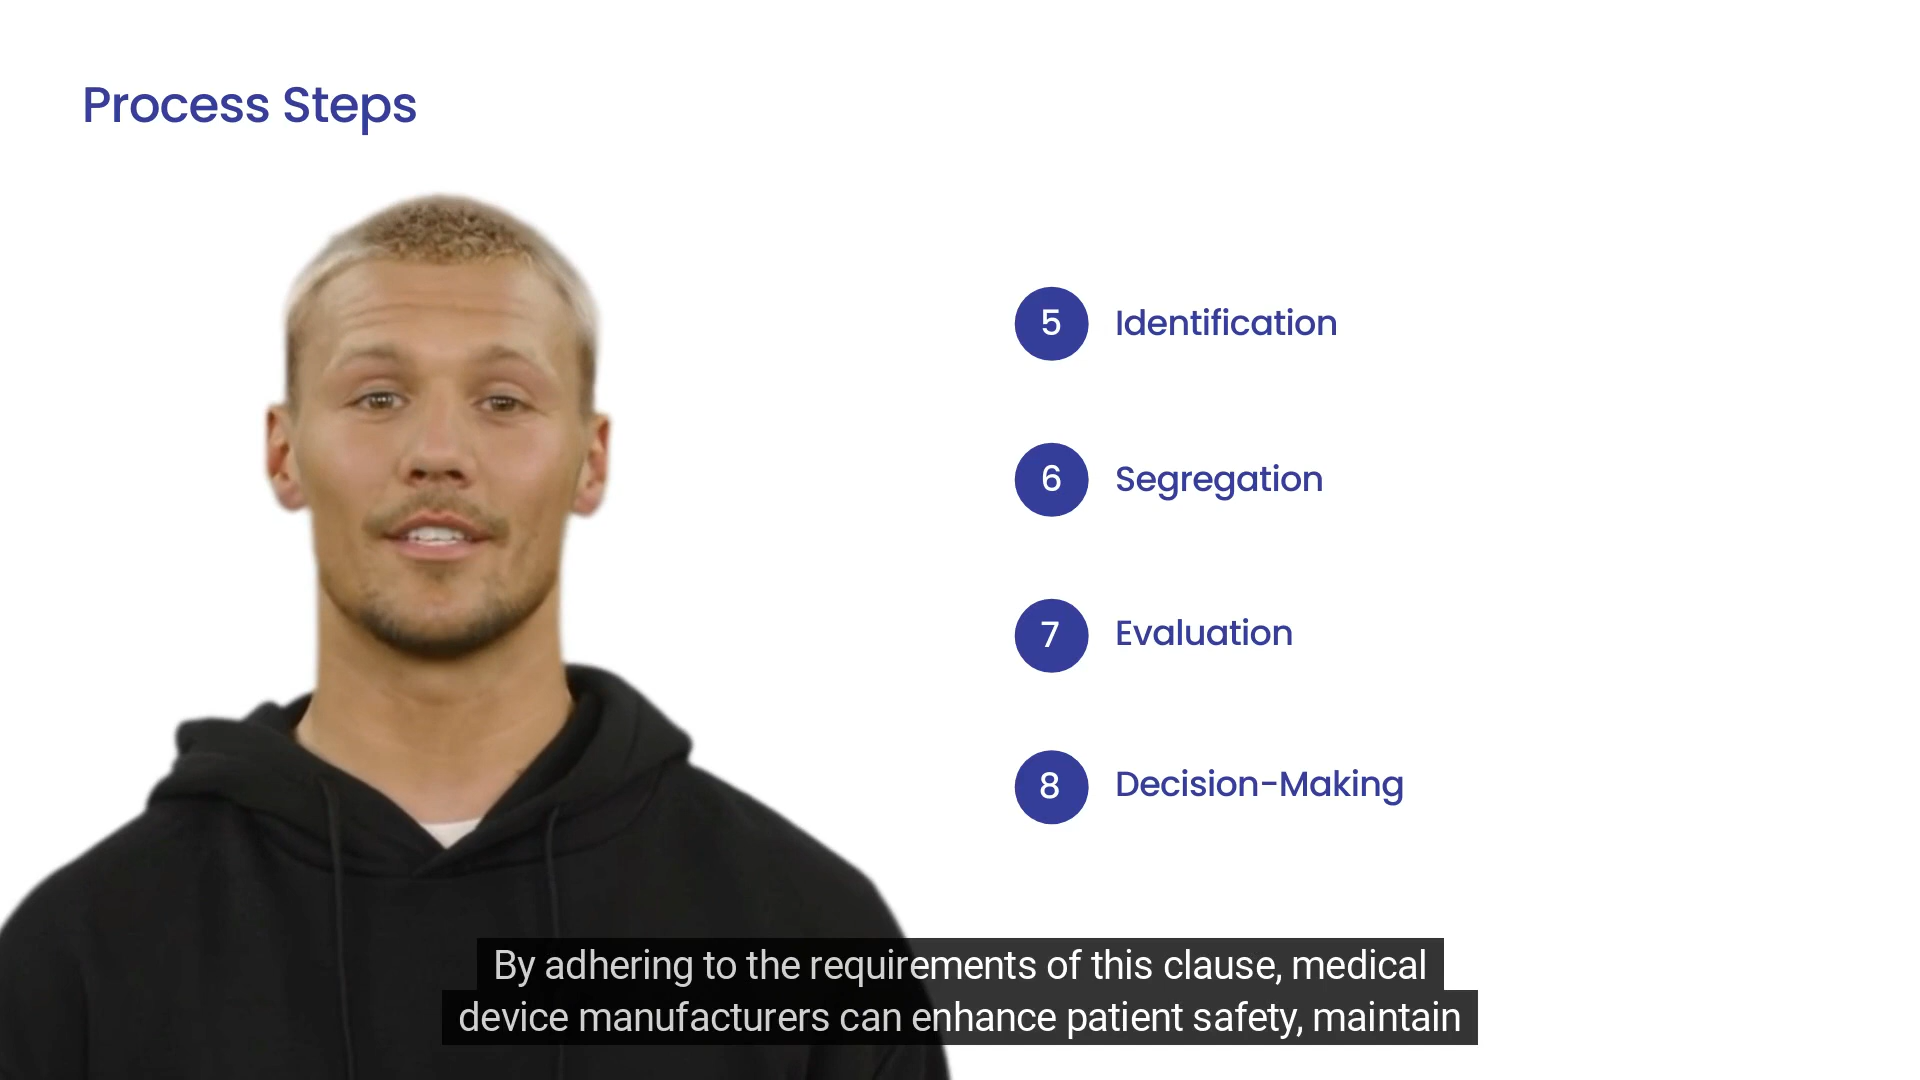 Process Steps
5 Identification
6 Segregation
7 Evaluation
8 Decision-Making
By adhering to the requirements of this clause, medical
device manufacturers can enhance patient safety, maintain